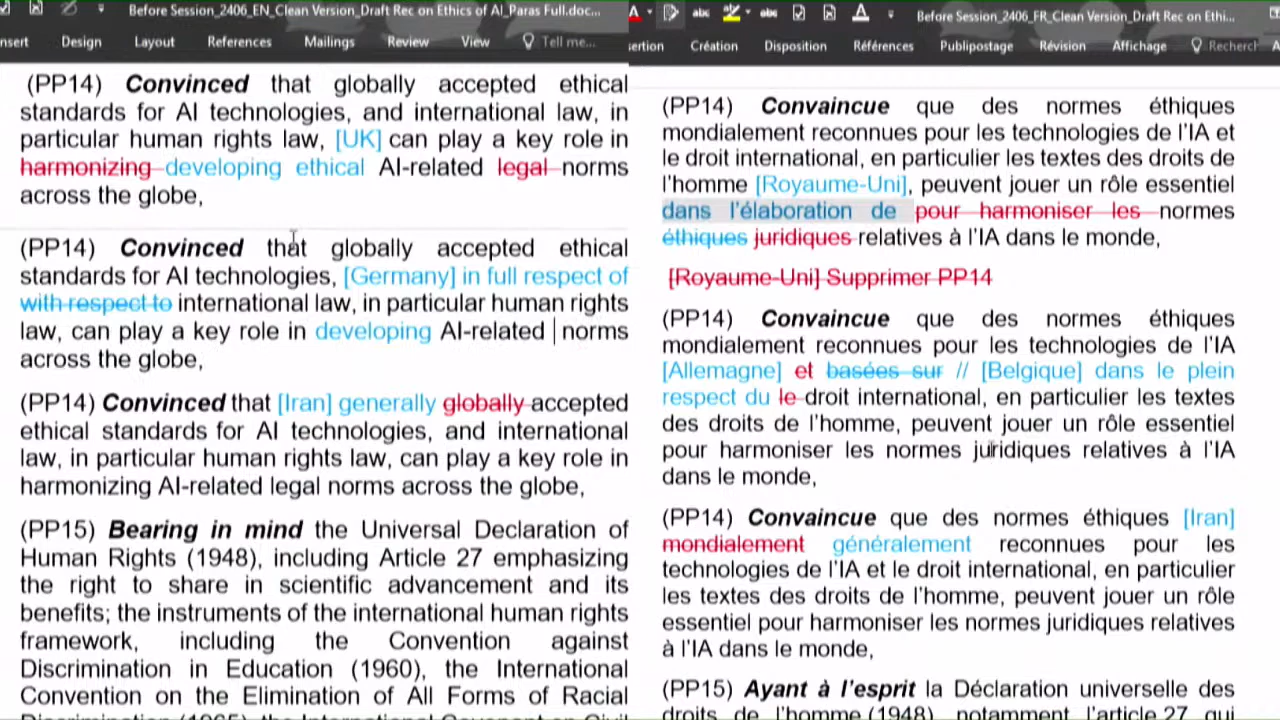 Before Session_2406_EN_Clean Version_Draft Rec on Ethics of AI_Paras Full.doc...
nsert Design Layout References Mailings Review View Tell me...
(PP14) Convinced that globally accepted ethical
standards for AI technologies, and international law, in
particular human rights law, [UK] can play a key role in
harmonizing developing ethical AI-related legal norms
across the globe,
(PP14) Convinced that globally accepted ethical
standards for AI technologies, [Germany] in full respect of
with respect to international law, in particular human rights
law, can play a key role in developing AI-related norms
across the globe,
(PP14) Convinced that [Iran] generally globally accepted
ethical standards for AI technologies, and international
law, in particular human rights law, can play a key role in
harmonizing AI-related legal norms across the globe,
(PP15) Bearing in mind the Universal Declaration of
Human Rights (1948), including Article 27 emphasizing
the right to share in scientific advancement and its
benefits; the instruments of the international human rights
framework, including the Convention against
Discrimination in Education (1960), the International
Convention on the Elimination of All Forms of Racial
Discrimination (1965), the International Covenant on Civil
Before Session_2406_FR_Clean Version_Draft Rec on Ethi...
sertion Création Disposition Références Publipostage Révision Affichage Recherch
(PP14) Convaincue que des normes éthiques
mondialement reconnues pour les technologies de l'IA et
le droit international, en particulier les textes des droits de
l'homme [Royaume-Uni], peuvent jouer un rôle essentiel
dans l'élaboration de pour harmoniser les normes
éthiques juridiques relatives à l'IA dans le monde,
[Royaume-Uni] Supprimer PP14
(PP14) Convaincue que des normes éthiques
mondialement reconnues pour les technologies de l'IA
[Allemagne] et basées sur // [Belgique] dans le plein
respect du le droit international, en particulier les textes
des droits de l'homme, peuvent jouer un rôle essentiel
pour harmoniser les normes juridiques relatives à l'IA
dans le monde,
(PP14) Convaincue que des normes éthiques [Iran]
mondialement généralement reconnues pour les
technologies de l'IA et le droit international, en particulier
les textes des droits de l'homme, peuvent jouer un rôle
essentiel pour harmoniser les normes juridiques relatives
à l'IA dans le monde,
(PP15) Ayant à l'esprit la Déclaration universelle des
droits de l'homme (1948), notamment l'article 27 qui